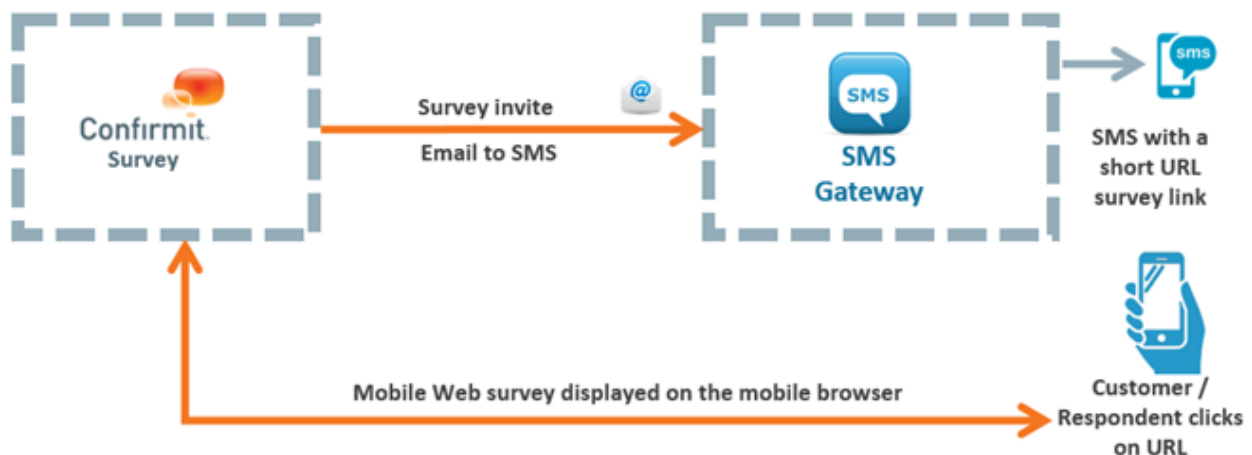 Confirmit.
Survey
Survey invite
@
Email to SMS
SMS
SMS
Gateway
sms
SMS with a
short URL
survey link
Mobile Web survey displayed on the mobile browser
Customer /
Respondent clicks
on URL